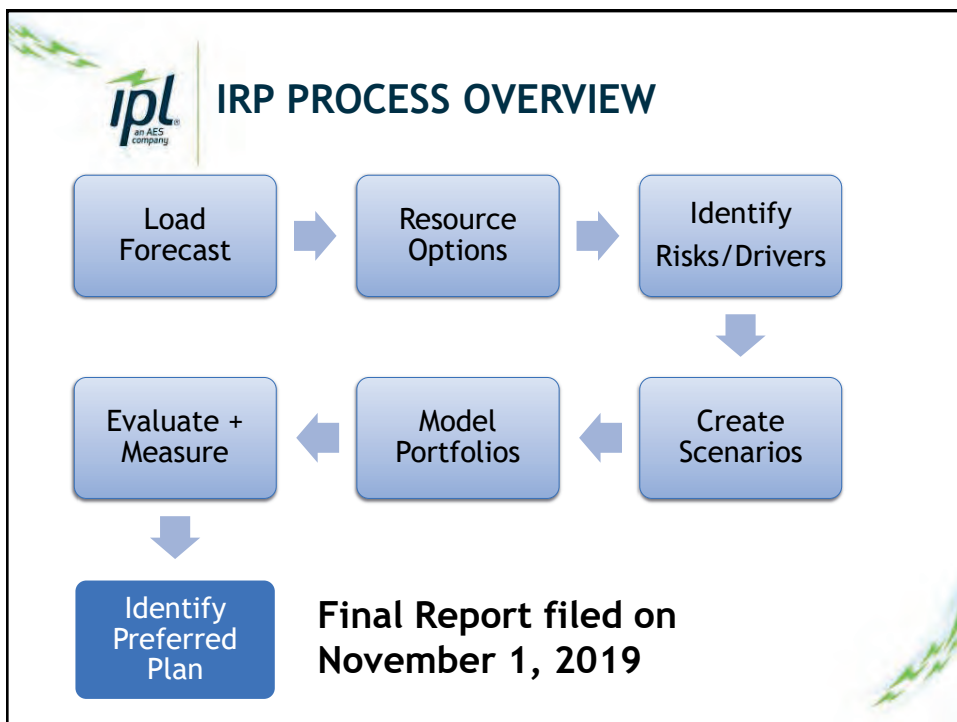 ipl®
an AES
company
IRP PROCESS OVERVIEW
Load
Forecast
Resource
Options
Identify
Risks/Drivers
Create
Scenarios
Model
Portfolios
Evaluate +
Measure
Identify
Preferred
Plan
Final Report filed on
November 1, 2019